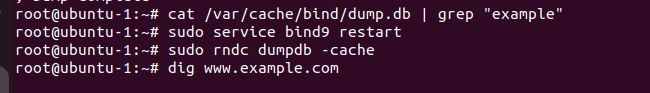 root@ubuntu-1:~# cat /var/cache/bind/dump.db | grep "example"
root@ubuntu-1:~# sudo service bind9 restart
root@ubuntu-1:~# sudo rndc dumpdb -cache
root@ubuntu-1:~# dig www.example.com